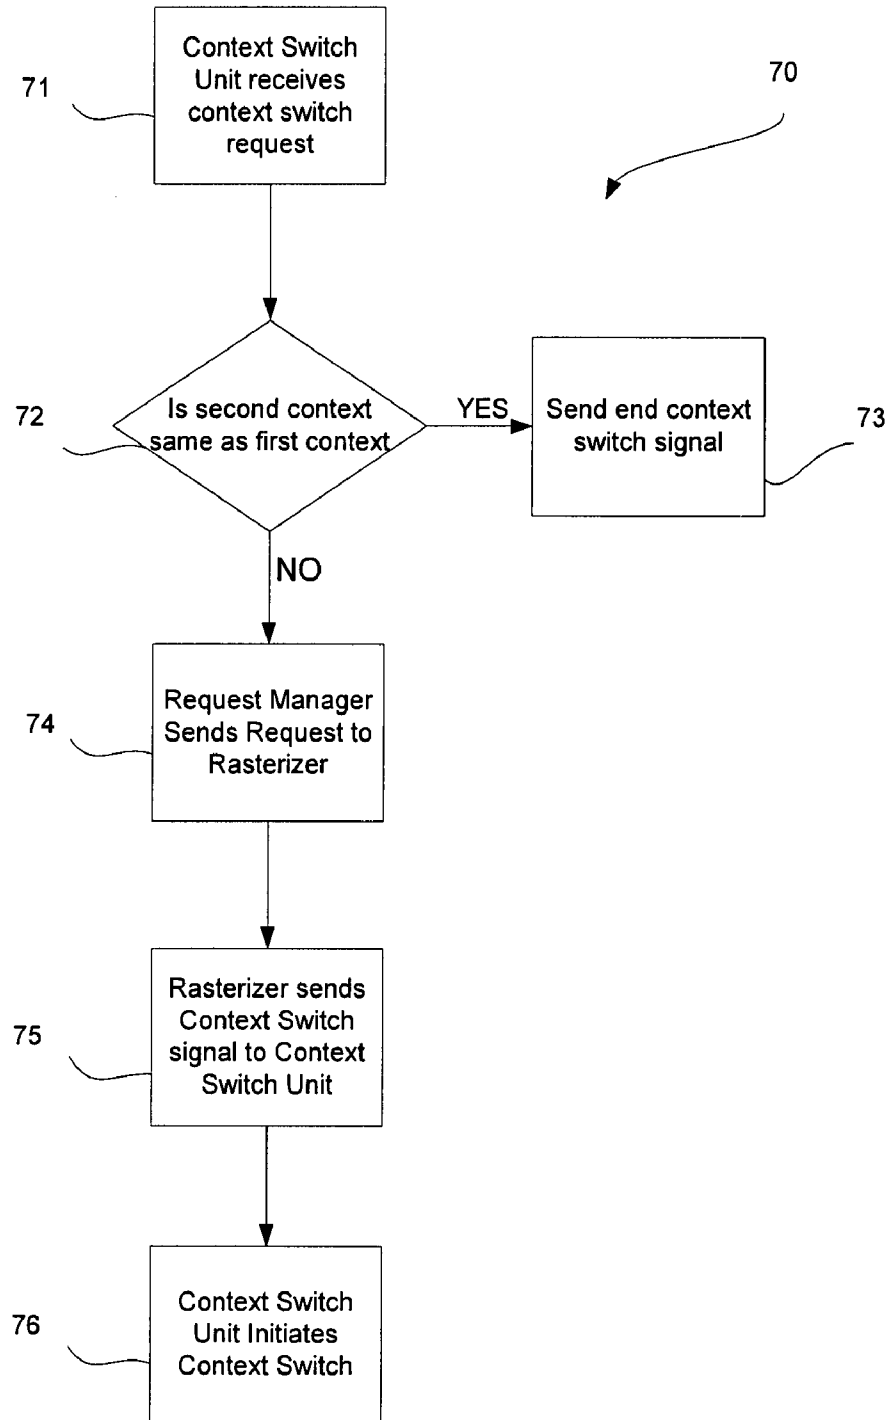 Context Switch
Unit receives
context switch
request
71
70
Is second context
same as first context
72
YES
Send end context
switch signal
73
NO
Request Manager
Sends Request to
Rasterizer
74
Rasterizer sends
Context Switch
signal to Context
Switch Unit
75
Context Switch
Unit Initiates
Context Switch
76